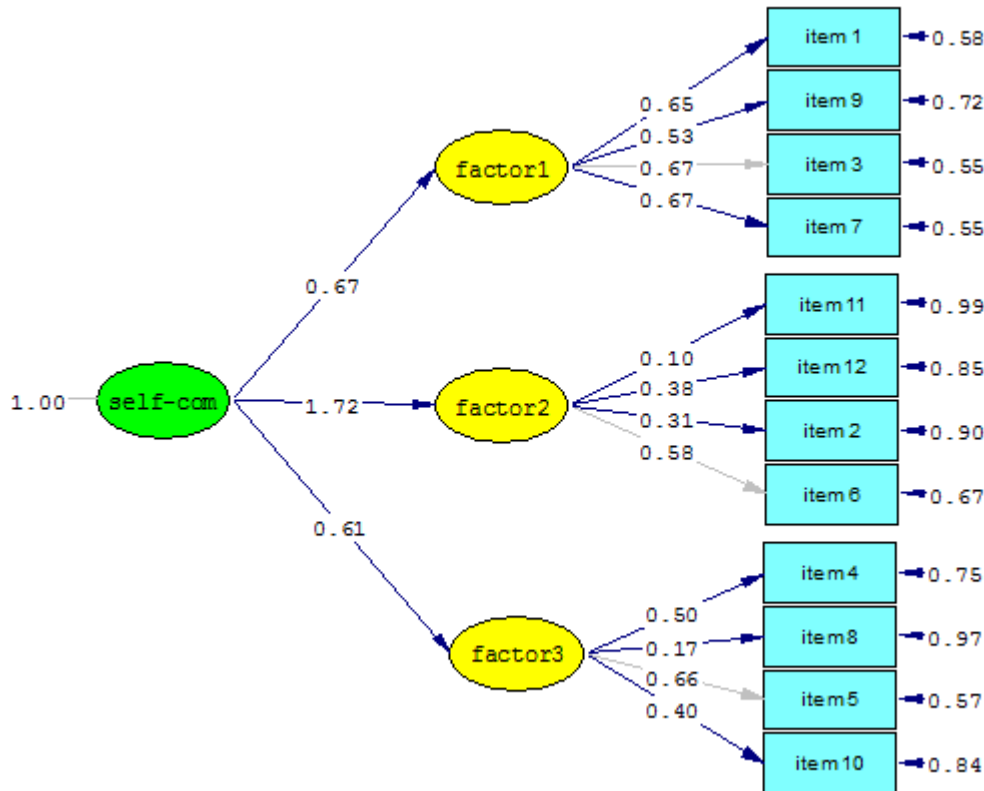 item 1
0.58
0.65
item 9
0.72
0.53
factor1
0.67
item 3
0.55
0.67
item 7
0.55
0.67
item 11
0.99
0.10
item 12
0.85
0.38
1.00
self-com
1.72
factor2
0.31
item 2
0.90
0.58
item 6
0.67
0.61
item 4
0.75
0.50
item 8
0.97
0.17
factor3
0.66
item 5
0.57
0.40
item 10
0.84